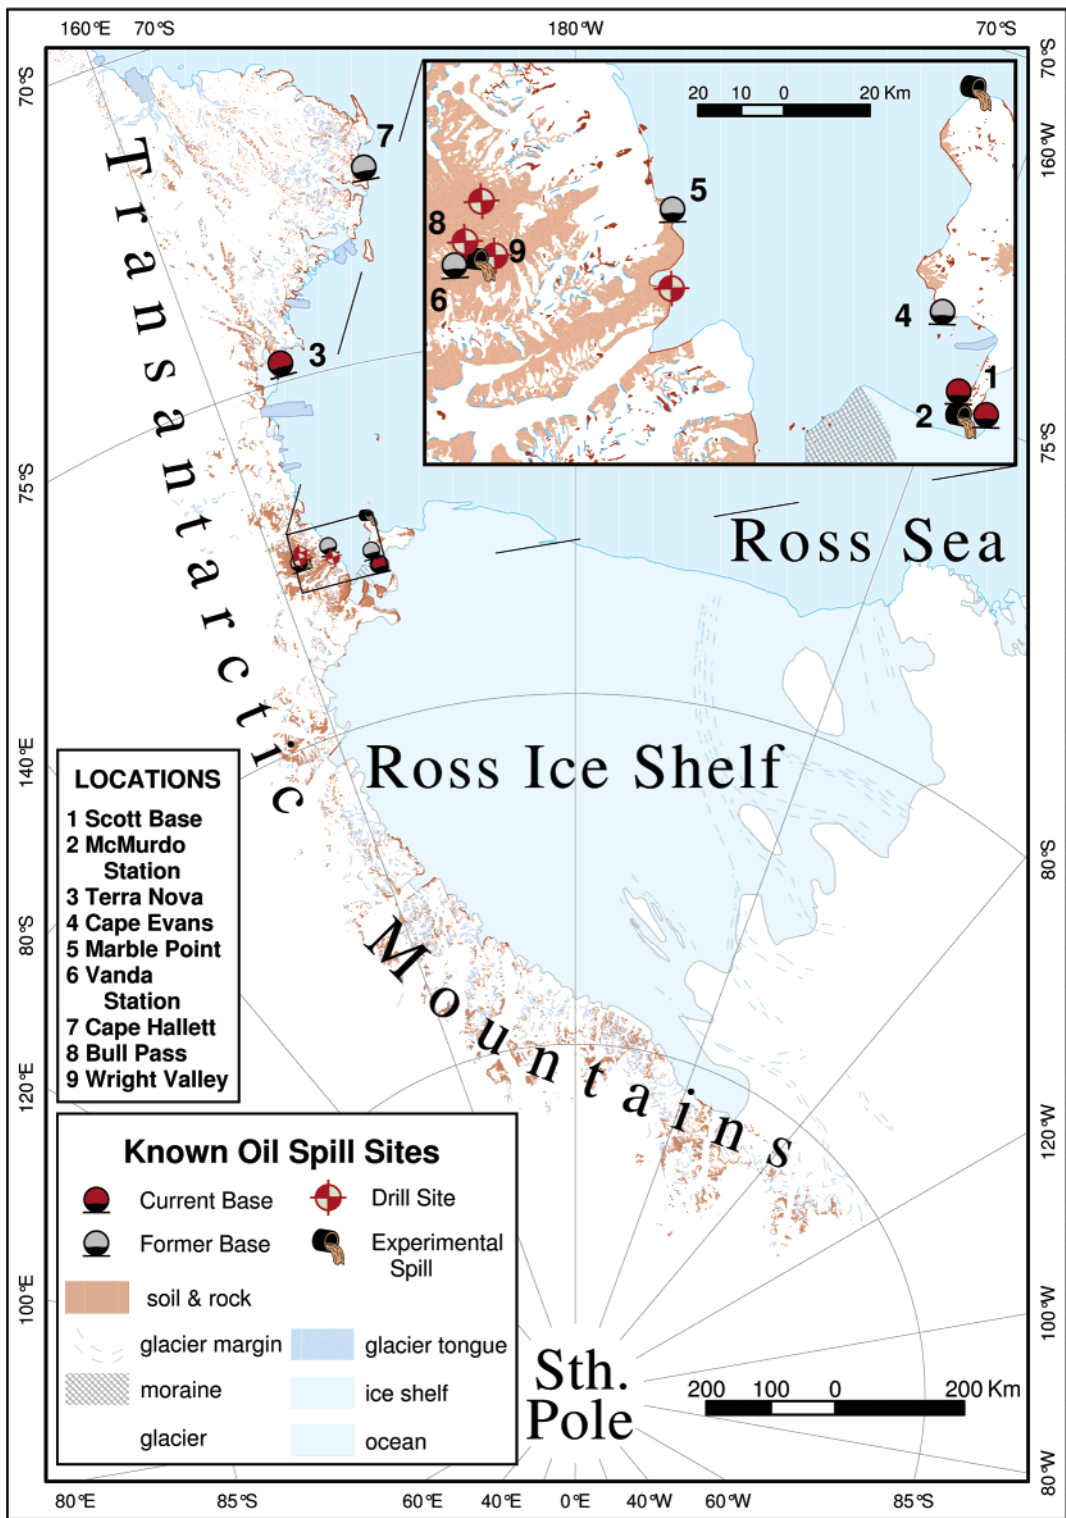 160°E 70°S 180°W 70°S
70°S
70°S
160°W
75°S
75°S
140°E
80°S
80°S
120°E
120°W
100°E
100°W
80°W
20 10 0 20 Km
7
5
8
9
6
4
1
2
3
Transantarctic
Mountains
Ross Sea
Ross Ice Shelf
LOCATIONS
1 Scott Base
2 McMurdo
Station
3 Terra Nova
4 Cape Evans
5 Marble Point
6 Vanda
Station
7 Cape Hallett
8 Bull Pass
9 Wright Valley
Known Oil Spill Sites
Current Base
Drill Site
Former Base
Experimental
Spill
soil & rock
glacier margin
glacier tongue
moraine
ice shelf
glacier
ocean
Sth.
Pole
200 100 0 200 Km
80°E 85°S 60°E 40°E 0°E 40°W 60°W 85°S